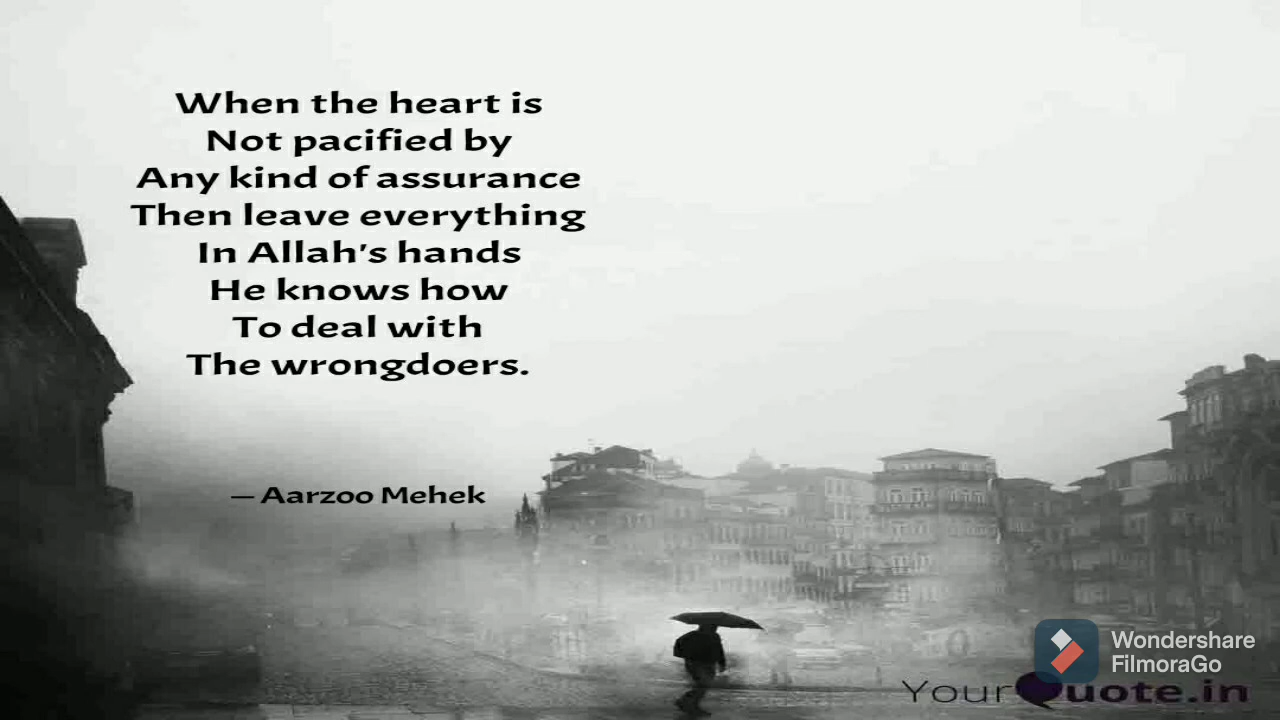 When the heart is
Not pacified by
Any kind of assurance
Then leave everything
In Allah's hands
He knows how
To deal with
The wrongdoers.
— Aarzoo Mehek
Wondershare
FilmoraGo
YourQuote.in